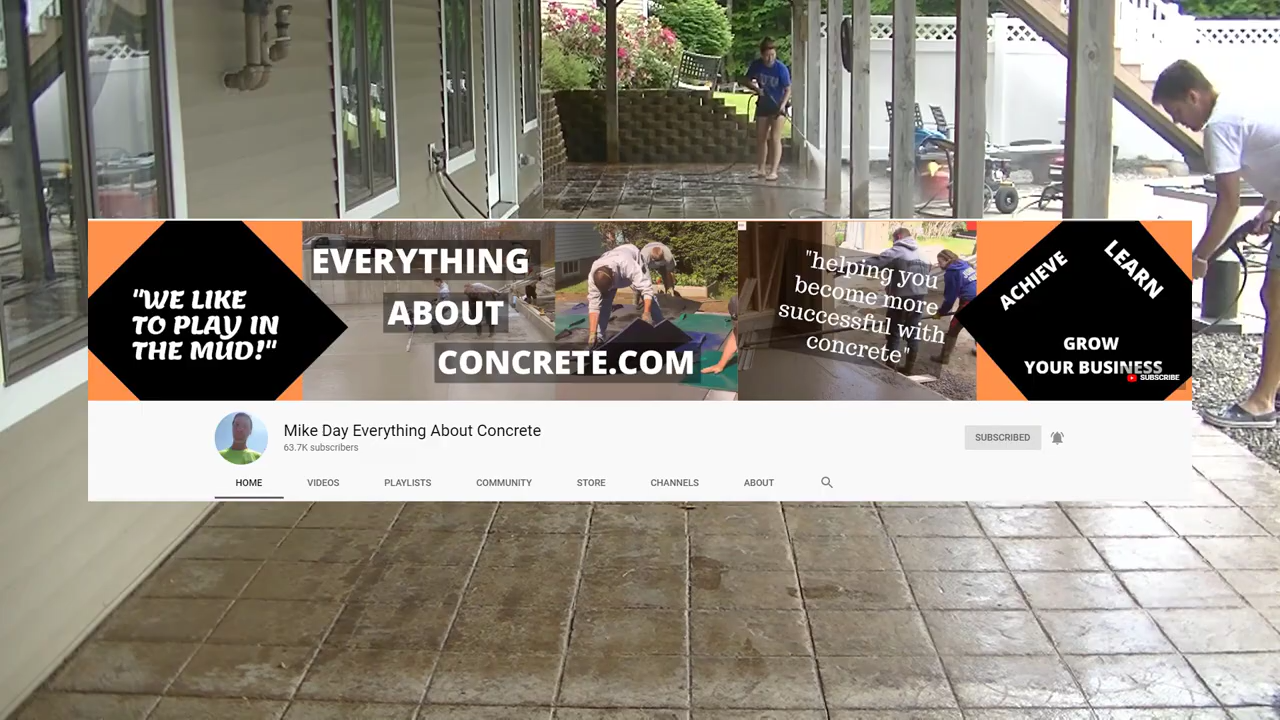 "WE LIKE
TO PLAY IN
THE MUD!"
EVERYTHING
ABOUT
CONCRETE.COM
"helping you
become more
successful with
concrete"
ACHIEVE
LEARN
GROW
YOUR BUSINESS
SUBSCRIBE
Mike Day Everything About Concrete
63.7K subscribers
SUBSCRIBED
HOME VIDEOS PLAYLISTS COMMUNITY STORE CHANNELS ABOUT